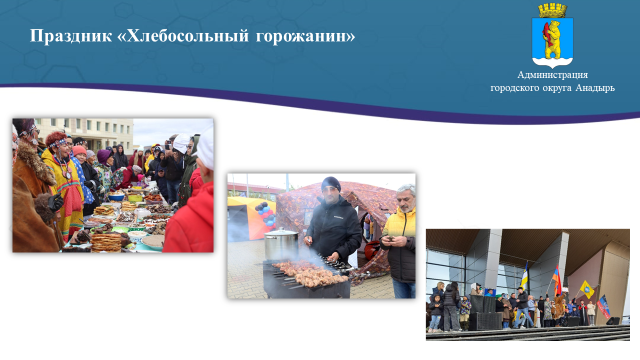 Праздник «Хлебосольный горожанин»
Администрация
городского округа Анадырь